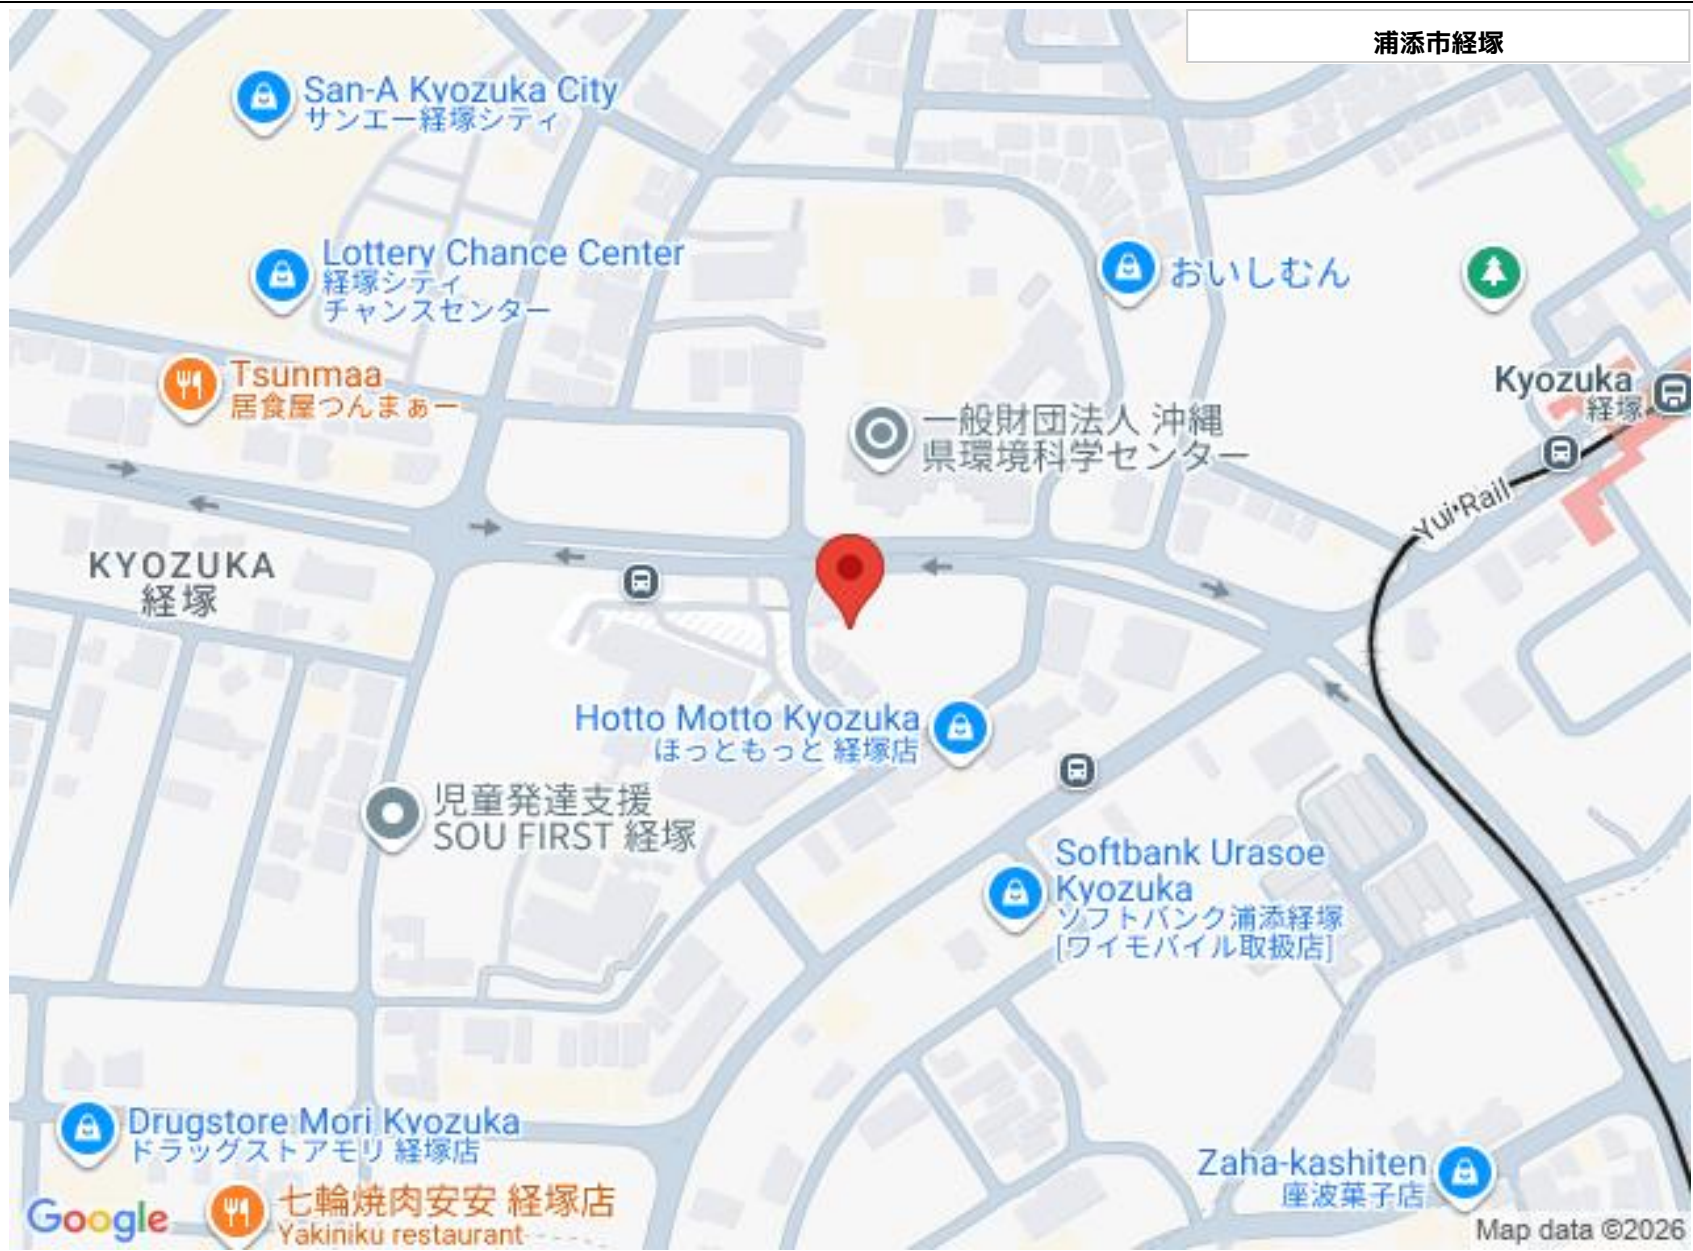 浦添市経塚
San-A Kyozuka City
サンエー経塚シティ
Lottery Chance Center
経塚シティ
チャンスセンター
おいしむん
Tsunmaa
居食屋つんまぁー
Kyozuka
経塚
一般財団法人 沖縄
県環境科学センター
Yui Rail
KYOZUKA
経塚
Hotto Motto Kyozuka
ほっともっと 経塚店
児童発達支援
SOU FIRST 経塚
Softbank Urasoe
Kyozuka
ソフトバンク浦添経塚
[ワイモバイル取扱店]
Drugstore Mori Kyozuka
ドラッグストアモリ 経塚店
Zaha-kashiten
座波菓子店
七輪焼肉安安 経塚店
Yakiniku restaurant
Google
Map data ©2026